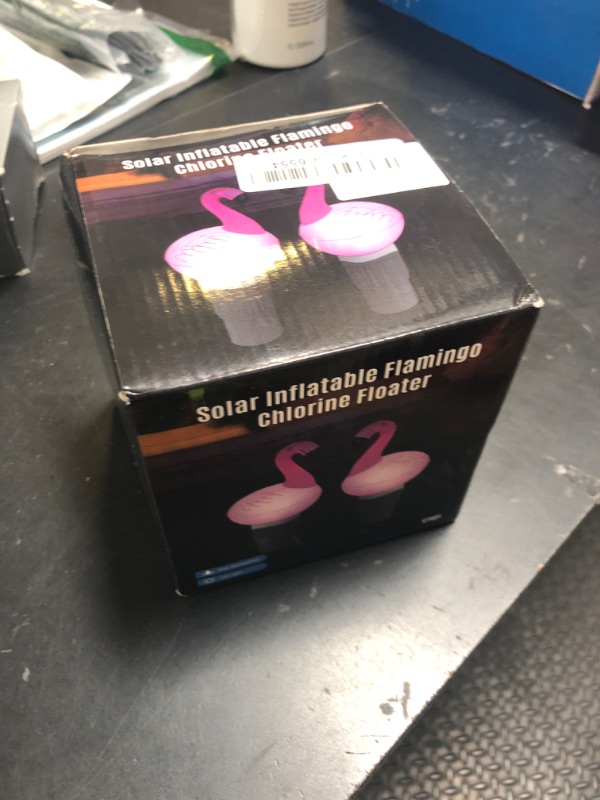 Solar Inflatable Flamingo
Chlorine Floater
Solar Inflatable Flamingo
Chlorine Floater